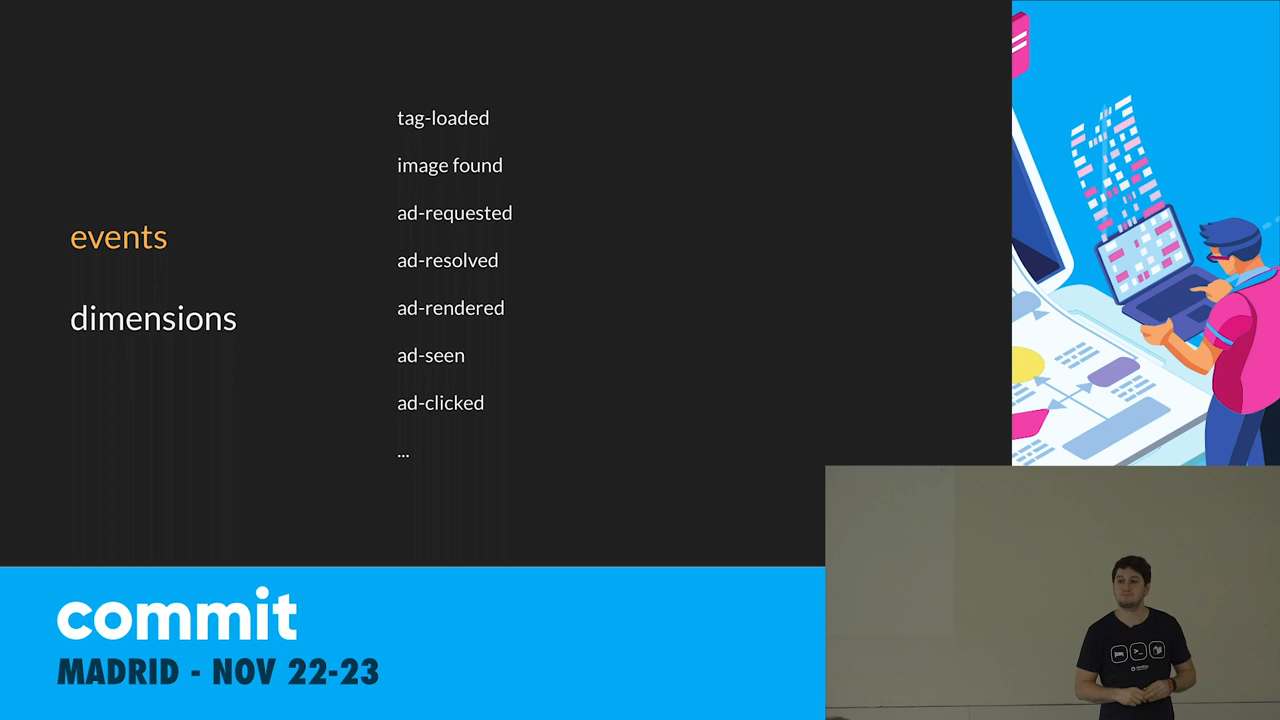 events
dimensions
tag-loaded
image found
ad-requested
ad-resolved
ad-rendered
ad-seen
ad-clicked
...
commit
MADRID - NOV 22-23
>_